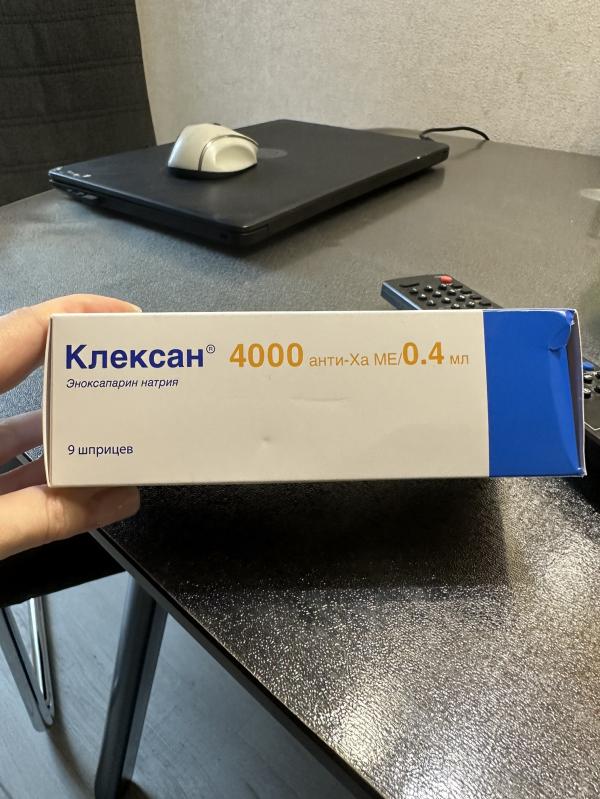 Клексан® 4000 анти-Ха МЕ/0.4 мл
Эноксапарин натрия
9 шприцев